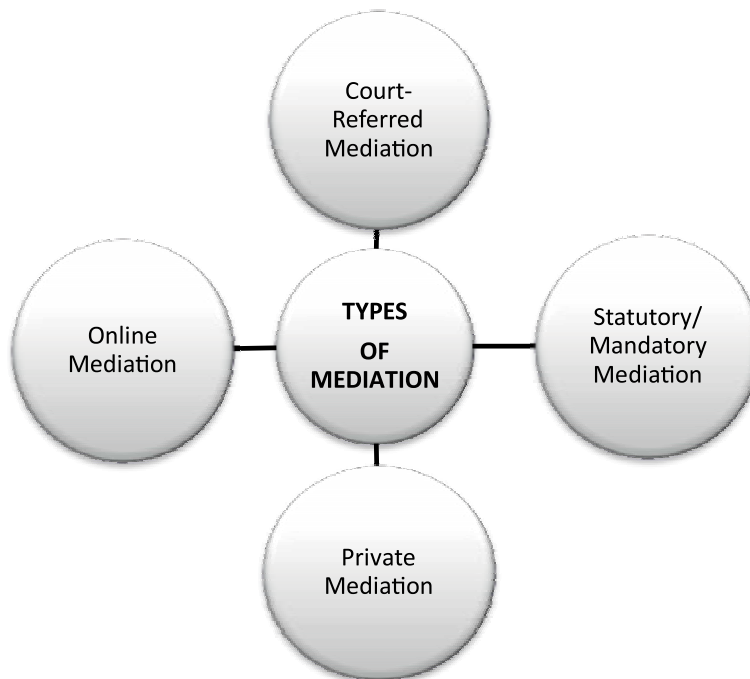 Court-
Referred
Mediation
Online
Mediation
TYPES
OF
MEDIATION
Statutory/
Mandatory
Mediation
Private
Mediation